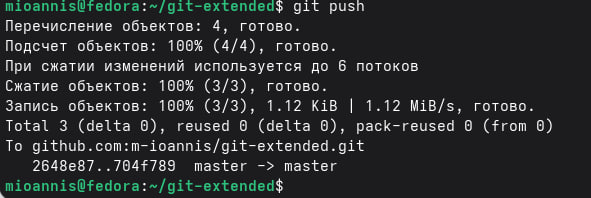 mioannis@fedora:~/git-extended$ git push
Перечисление объектов: 4, готово.
Подсчет объектов: 100% (4/4), готово.
При сжатии изменений используется до 6 потоков
Сжатие объектов: 100% (3/3), готово.
Запись объектов: 100% (3/3), 1.12 KiB | 1.12 MiB/s, готово.
Total 3 (delta 0), reused 0 (delta 0), pack-reused 0 (from 0)
To github.com:m-ioannis/git-extended.git
   2648e87..704f789  master -> master
mioannis@fedora:~/git-extended$